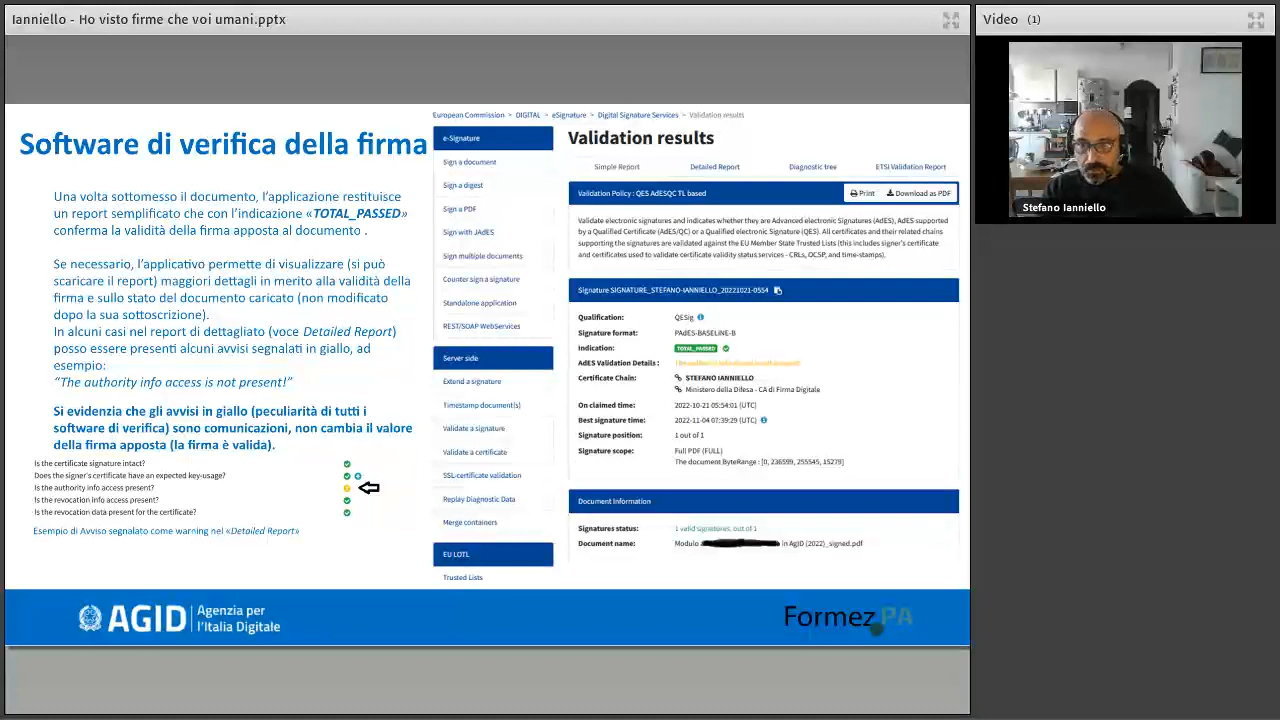 Ianniello - Ho visto firme che voi umani.pptx
Video (1)
Stefano Ianniello
Software di verifica della firma
Una volta sottomesso il documento, l'applicazione restituisce
un report semplificato che con l'indicazione «TOTAL_PASSED»
conferma la validità della firma apposta al documento .
Se necessario, l'applicativo permette di visualizzare (si può
scaricare il report) maggiori dettagli in merito alla validità della
firma e sullo stato del documento caricato (non modificato
dopo la sua sottoscrizione).
In alcuni casi nel report di dettagliato (voce Detailed Report)
posso essere presenti alcuni avvisi segnalati in giallo, ad
esempio:
“The authority info access is not present!”
Si evidenzia che gli avvisi in giallo (peculiarità di tutti i
software di verifica) sono comunicazioni, non cambia il valore
della firma apposta (la firma è valida).
Is the certificate signature intact?
Does the signer's certificate have an expected key-usage?
Is the authority info access present?
Is the revocation info access present?
Is the revocation data present for the certificate?
Esempio di Avviso segnalato come warning nel «Detailed Report»
European Commission > DIGITAL > eSignature > Digital Signature Services > Validation results
e-Signature
Sign a document
Sign a digest
Sign a PDF
Sign with JAdES
Sign multiple documents
Counter sign a signature
Standalone application
REST/SOAP WebServices
Server side
Extend a signature
Timestamp document(s)
Validate a signature
Validate a certificate
SSL-certificate validation
Replay Diagnostic Data
Merge containers
EU LOTL
Trusted Lists
Validation results
Simple Report Detailed Report Diagnostic tree ETSI Validation Report
Validation Policy : QES AdESQC TL based Print Download as PDF
Validate electronic signatures and indicates whether they are Advanced electronic Signatures (AdES), AdES supported
by a Qualified Certificate (AdES/QC) or a Qualified electronic Signature (QES). All certificates and their related chains
supporting the signatures are validated against the EU Member State Trusted Lists (this includes signer's certificate
and certificates used to validate certificate validity status services - CRLs, OCSP, and time-stamps).
Signature SIGNATURE_STEFANO-IANNIELLO_20221021-0554
Qualification: QESig
Signature format: PAdES-BASELINE-B
Indication: TOTAL_PASSED
AdES Validation Details :
Certificate Chain: STEFANO IANNIELLO
Ministero della Difesa - CA di Firma Digitale
On claimed time: 2022-10-21 05:54:01 (UTC)
Best signature time: 2022-11-04 07:39:29 (UTC)
Signature position: 1 out of 1
Signature scope: Full PDF (FULL)
The document ByteRange : [0, 236599, 255545, 15279]
Document Information
Signatures status: 1 valid signatures, out of 1
Document name: Modulo in AgID (2022)_signed.pdf
AGID Agenzia per
l'Italia Digitale
Formez PA